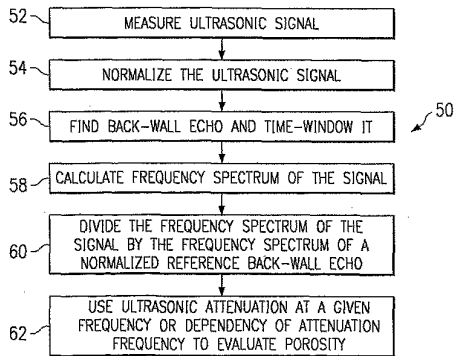 52
MEASURE ULTRASONIC SIGNAL
54
NORMALIZE THE ULTRASONIC SIGNAL
50
56
FIND BACK-WALL ECHO AND TIME-WINDOW IT
58
CALCULATE FREQUENCY SPECTRUM OF THE SIGNAL
60
DIVIDE THE FREQUENCY SPECTRUM OF THE
SIGNAL BY THE FREQUENCY SPECTRUM OF A
NORMALIZED REFERENCE BACK-WALL ECHO
62
USE ULTRASONIC ATTENUATION AT A GIVEN
FREQUENCY OR DEPENDENCY OF ATTENUATION
FREQUENCY TO EVALUATE POROSITY